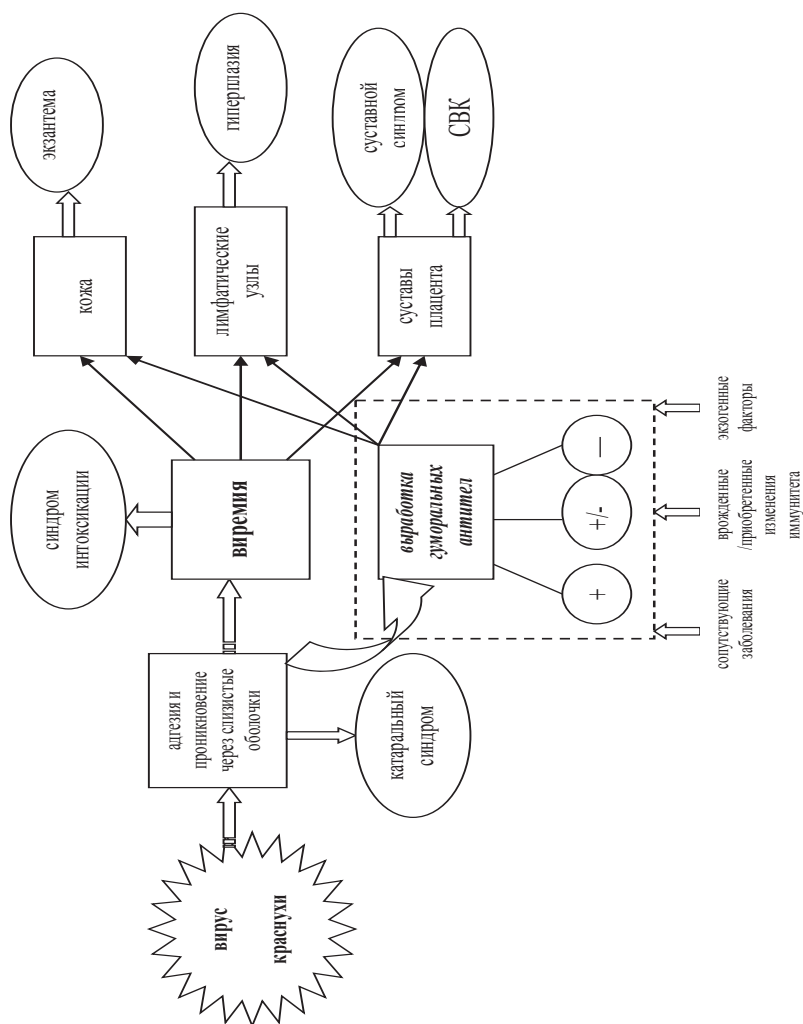 вирус
краснухи
адгезия и
проникновение
через слизистые
оболочки
катаральный
синдром
синдром
интоксикации
виремия
выработка
гуморальных
антител
+
+/-
—
сопутствующие
заболевания
врожденные
/приобретенные
изменения
иммунитета
экзогенные
факторы
кожа
экзантема
лимфатические
узлы
гиперплазия
суставы
плацента
суставной
синдром
СВК